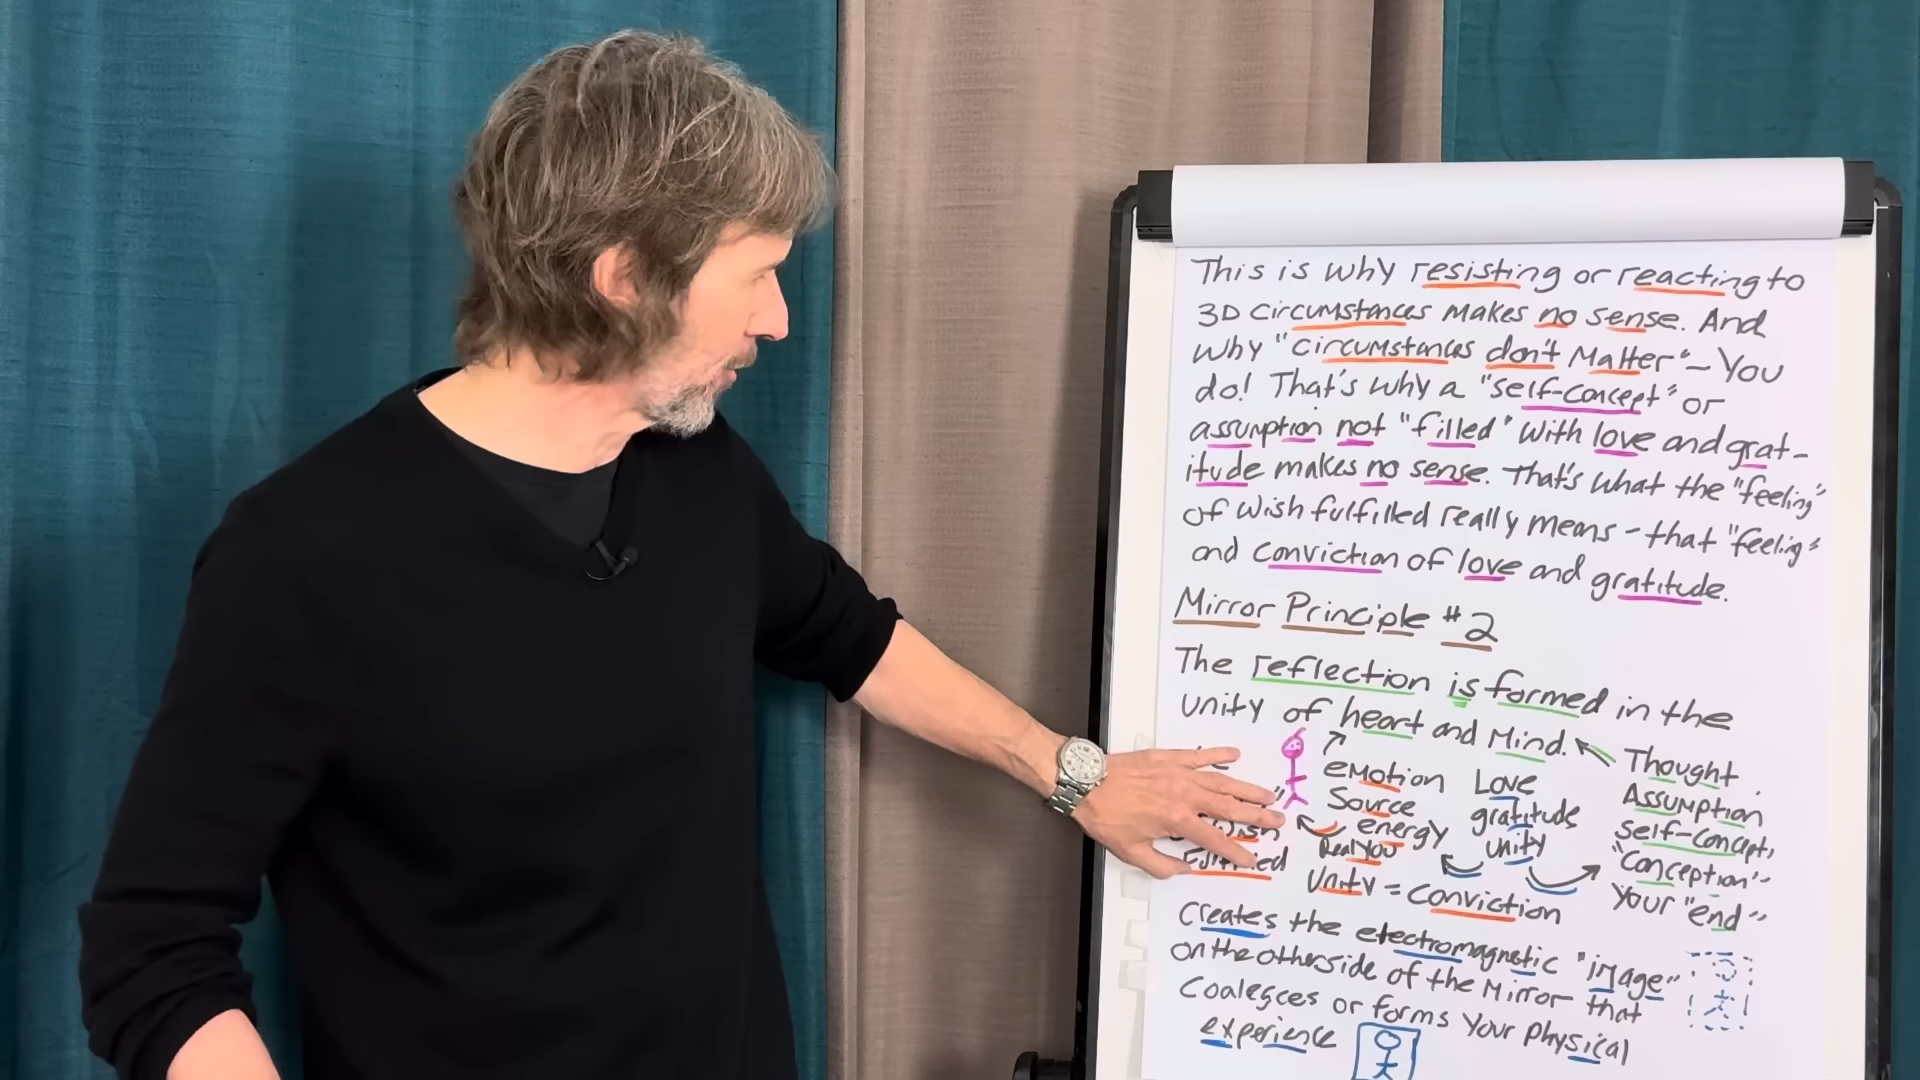 This is why resisting or reacting to
3D circumstances makes no sense. And
why "circumstances don't Matter" - You
do! That's why a "self-concept" or
assumption not "filled" with love and grat-
itude makes no sense. That's what the "feeling"
of wish fulfilled really means - that "feeling"
and conviction of love and gratitude.
Mirror Principle #2
The reflection is formed in the
unity of heart and Mind.
emotion
Source
energy
Real You
Love
gratitude
unity
Thought
Assumption
Self-Concept,
"Conception" -
Your "end"
Wish
Fulfilled
Unity = Conviction
Creates the electromagnetic "image"
on the otherside of the Mirror that
Coalesces or forms Your Physical
experience